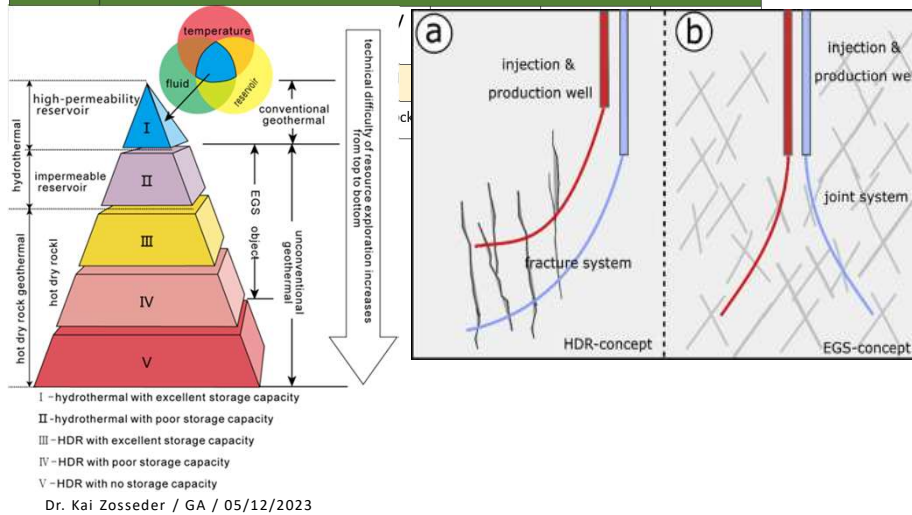 temperature
fluid
reservoir
high-permeability
reservoir
I
conventional
geothermal
hydrothermal
impermeable
reservoir
II
EGS object
unconventional
geothermal
hot dry rock geothermal
hot dry rockl
III
IV
V
technical difficulty of resource exploration increases
from top to bottom
I -hydrothermal with excellent storage capacity
II-hydrothermal with poor storage capacity
III-HDR with excellent storage capacity
IV-HDR with poor storage capacity
V -HDR with no storage capacity
Dr. Kai Zosseder / GA / 05/12/2023
a
injection &
production well
fracture system
HDR-concept
b
injection &
production we
joint system
EGS-concept